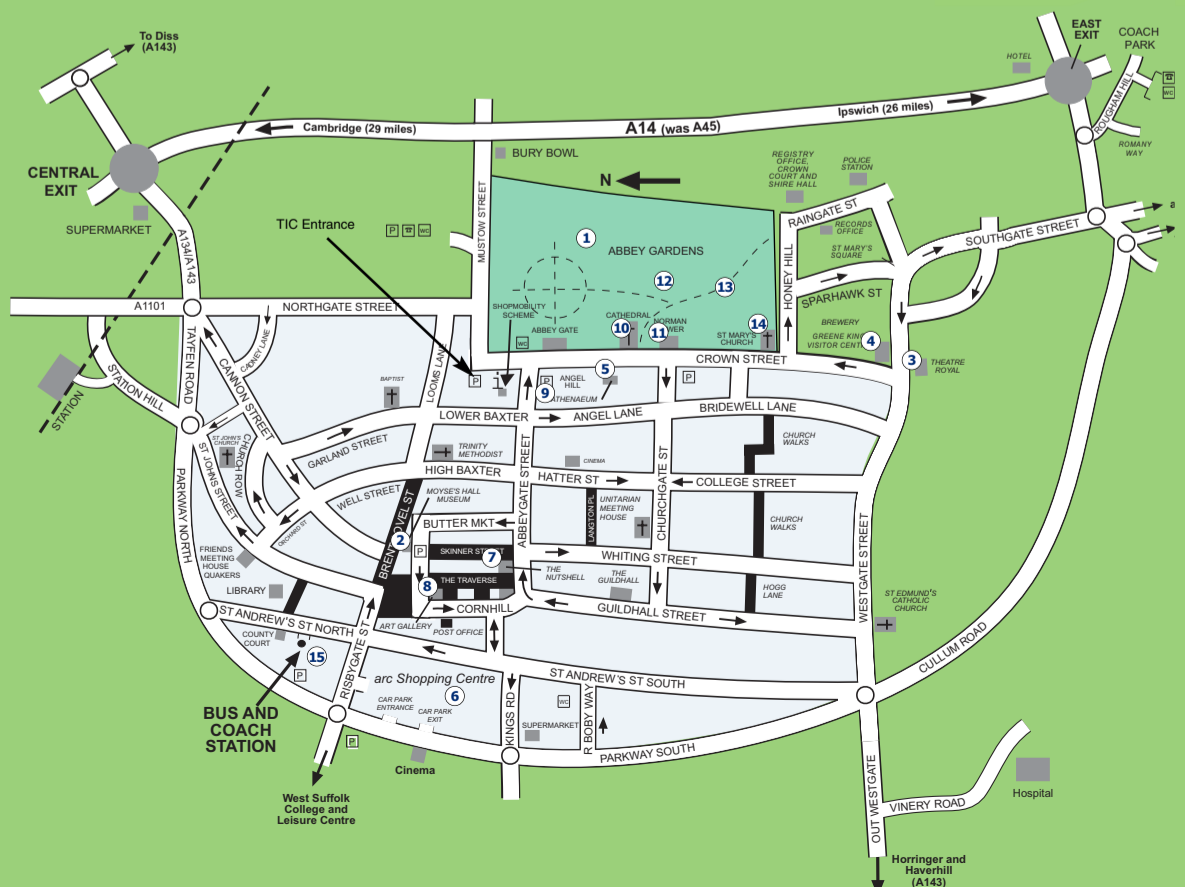 To Diss
(A143)
EAST
EXIT
COACH
PARK
HOTEL
WC
ROUGHAM HILL
ROMANY
WAY
Ipswich (26 miles)
A14 (was A45)
Cambridge (29 miles)
CENTRAL
EXIT
SUPERMARKET
A134/A143
BURY BOWL
N
REGISTRY
OFFICE,
CROWN
COURT AND
SHIRE HALL
POLICE
STATION
RAINGATE ST
RECORDS
OFFICE
ST MARY'S
SQUARE
SOUTHGATE STREET
a
TIC Entrance
P
WC
MUSTOW STREET
1
ABBEY GARDENS
12
13
HONEY HILL
SPARHAWK ST
A1101
NORTHGATE STREET
SHOPMOBILITY
SCHEME
WC
ABBEY GATE
CATHEDRAL
10
NORMAN
11
ST MARY'S
CHURCH
14
BREWERY
4
3
THEATRE
ROYAL
CROWN STREET
TAYFEN ROAD
CANNON STREET
CADNEY LANE
LOOMS LANE
STATION HILL
STATION
BAPTIST
P
P
ANGEL
HILL
5
9
P
LOWER BAXTER
ANGEL LANE
BRIDEWELL LANE
ST JOHN'S
CHURCH
CHURCH ROW
ST JOHNS STREET
GARLAND STREET
TRINITY
METHODIST
ABBEYGATE STREET
CINEMA
CHURCHGATE ST
CHURCH
WALKS
PARKWAY NORTH
WELL STREET
HIGH BAXTER
HATTER ST
COLLEGE STREET
MOYSE'S HALL
MUSEUM
LANGTON PL
UNITARIAN
MEETING
HOUSE
CHURCH
WALKS
ORCHARD ST
2
BUTTER MKT
P
7
WHITING STREET
WESTGATE STREET
FRIENDS
MEETING
HOUSE
QUAKERS
LIBRARY
8
THE TRAVERSE
THE
NUTSHELL
THE
GUILDHALL
HOGG
LANE
ST EDMUND'S
CATHOLIC
CHURCH
ST ANDREW'S ST NORTH
CORNHILL
GUILDHALL STREET
ART GALLERY
POST OFFICE
COUNTY
COURT
15
P
RISBYGATE ST
arc Shopping Centre
6
ST ANDREW'S ST SOUTH
CULLUM ROAD
BUS AND
COACH
STATION
CAR PARK
ENTRANCE
CAR PARK
EXIT
KINGS RD
WC
SUPERMARKET
R BOBY WAY
PARKWAY SOUTH
P
Cinema
West Suffolk
College and
Leisure Centre
OUT WESTGATE
VINERY ROAD
Hospital
Horringer and
Haverhill
(A143)